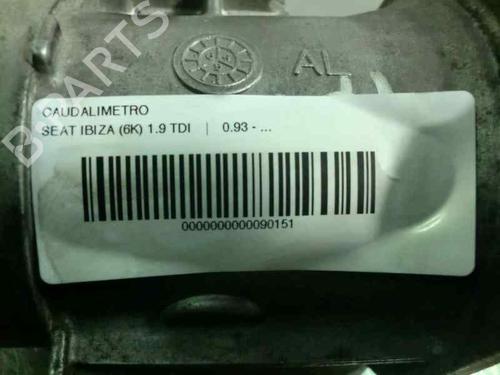 B-PARTS
AL
CAUDALIMETRO
SEAT IBIZA (6K) 1.9 TDI | 0.93 - ...
0000000000090151